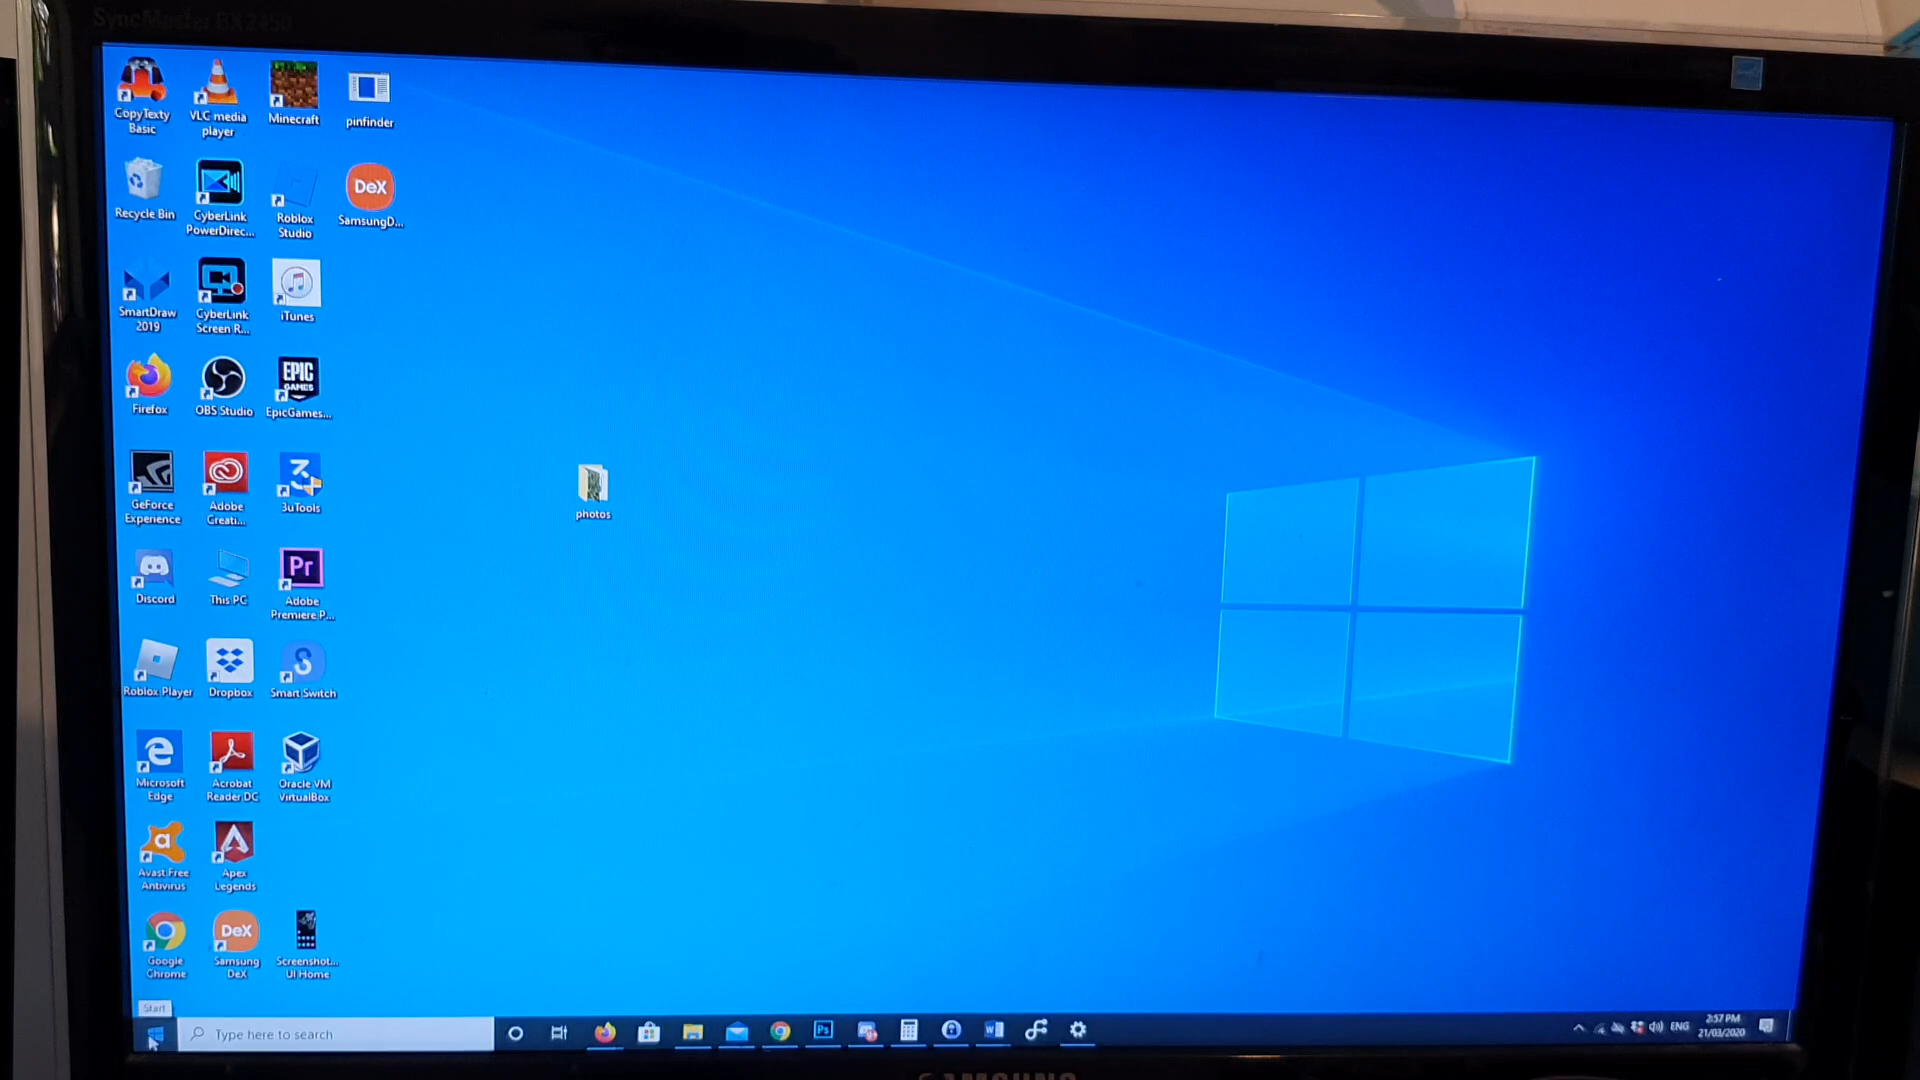 SyncMaster BX2450
CopyTexty
Basic
VLC media
player
Minecraft
pinfinder
Recycle Bin
CyberLink
PowerDirec...
Roblox
Studio
DeX
SamsungD...
SmartDraw
2019
CyberLink
Screen R...
iTunes
Firefox
OBS Studio
EPIC
GAMES
EpicGames...
GeForce
Experience
Adobe
Creati...
3uTools
photos
Discord
This PC
Pr
Adobe
Premiere P...
Roblox Player
Dropbox
S
Smart Switch
Microsoft
Edge
Acrobat
Reader DC
Oracle VM
VirtualBox
a
Avast Free
Antivirus
Apex
Legends
Google
Chrome
DeX
Samsung
DeX
Screenshot...
UI Home
Start
Type here to search
Ps
W
ENG
2:57 PM
21/03/2020
SAMSUNG